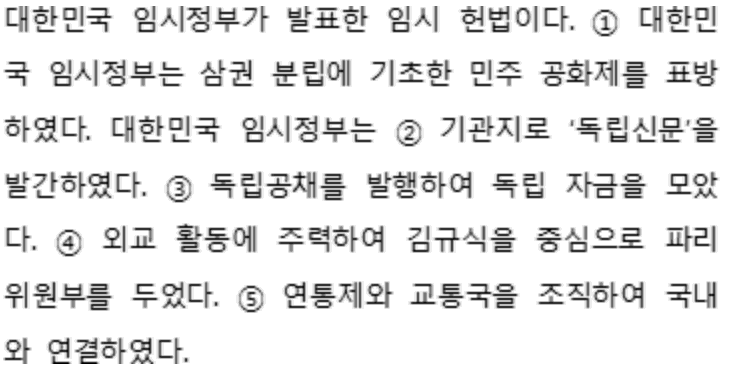 대한민국 임시정부가 발표한 임시 헌법이다. ① 대한민
국 임시정부는 삼권 분립에 기초한 민주 공화제를 표방
하였다. 대한민국 임시정부는 ② 기관지로 ‘독립신문’을
발간하였다. ③ 독립공채를 발행하여 독립 자금을 모았
다. ④ 외교 활동에 주력하여 김규식을 중심으로 파리
위원부를 두었다. ⑤ 연통제와 교통국을 조직하여 국내
와 연결하였다.